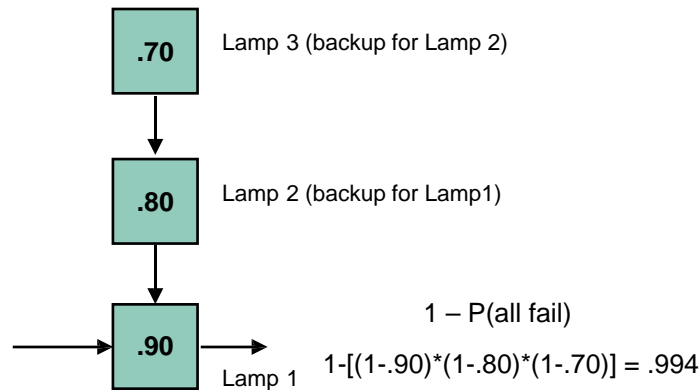 .70
Lamp 3 (backup for Lamp 2)
.80
Lamp 2 (backup for Lamp1)
.90
Lamp 1
1 – P(all fail)
1-[(1-.90)*(1-.80)*(1-.70)] = .994